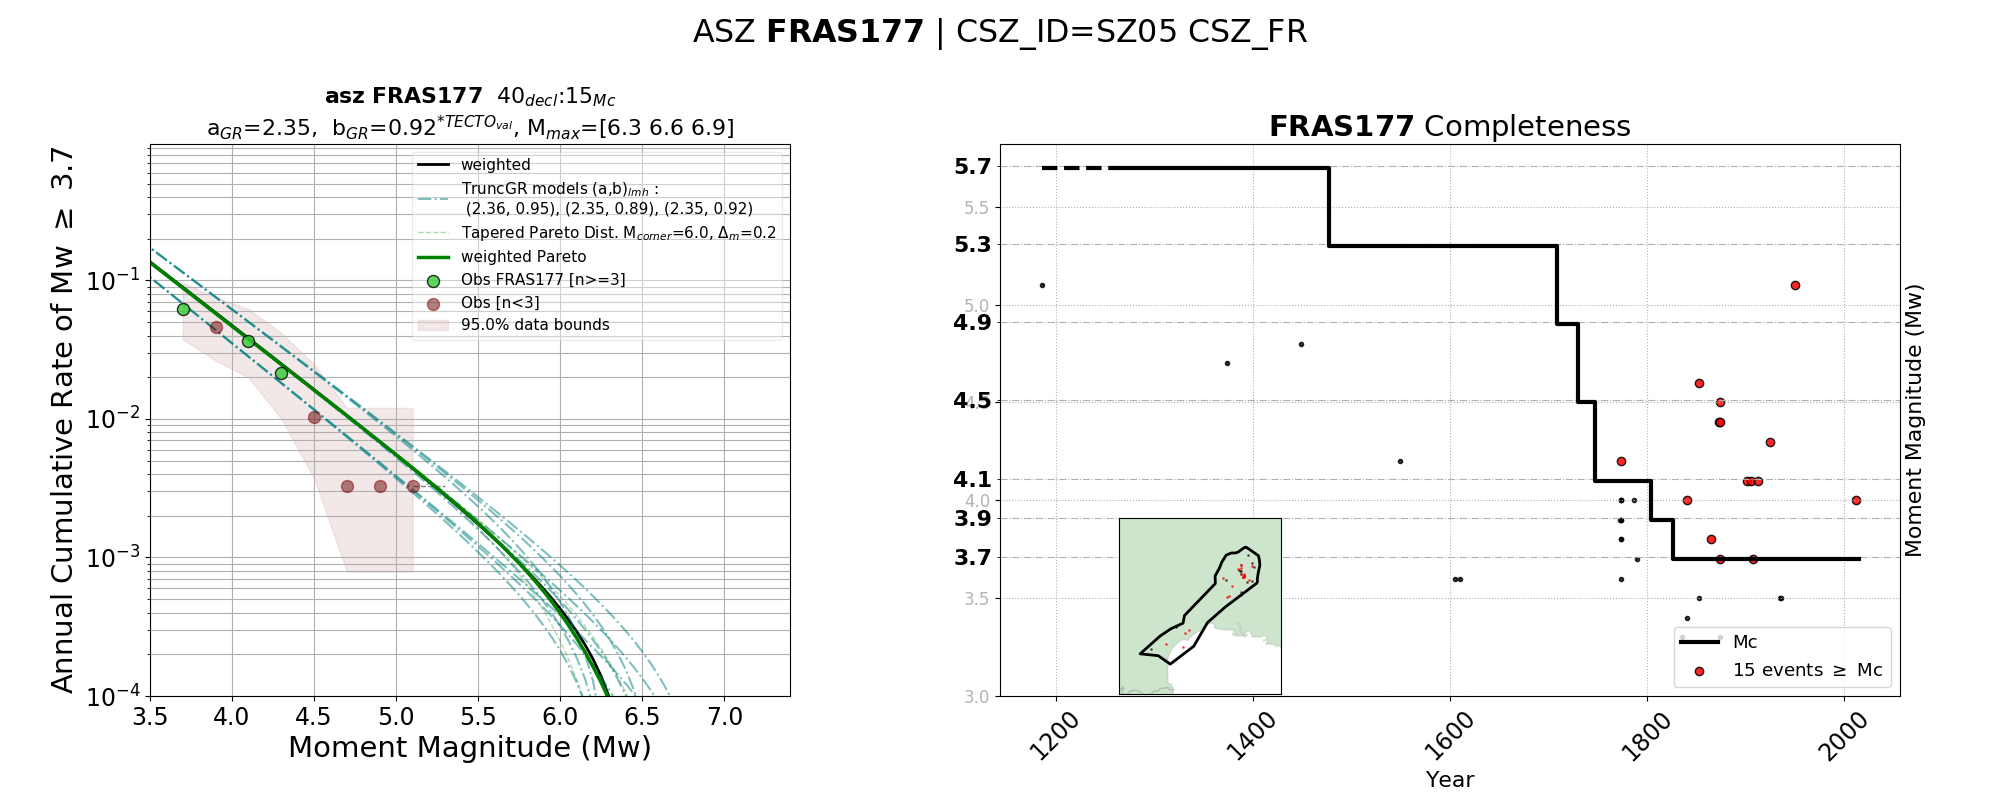 ASZ FRAS177 | CSZ_ID=SZ05 CSZ_FR
asz FRAS177 40decl:15Mc
aGR=2.35, bGR=0.92*TECTOval, Mmax=[6.3 6.6 6.9]
Annual Cumulative Rate of Mw ≥ 3.7
weighted
TruncGR models (a,b)lmh :
(2.36, 0.95), (2.35, 0.89), (2.35, 0.92)
Tapered Pareto Dist. Mcorner=6.0, Δm=0.2
weighted Pareto
Obs FRAS177 [n>=3]
Obs [n<3]
95.0% data bounds
10−1
10−2
10−3
10−4
3.5 4.0 4.5 5.0 5.5 6.0 6.5 7.0
Moment Magnitude (Mw)
FRAS177 Completeness
5.7
5.5
5.3
5.0
4.9
4.5
4.5
4.1
4.0
3.9
3.7
3.5
3.0
Moment Magnitude (Mw)
Mc
15 events ≥ Mc
1200 1400 1600 1800 2000
Year